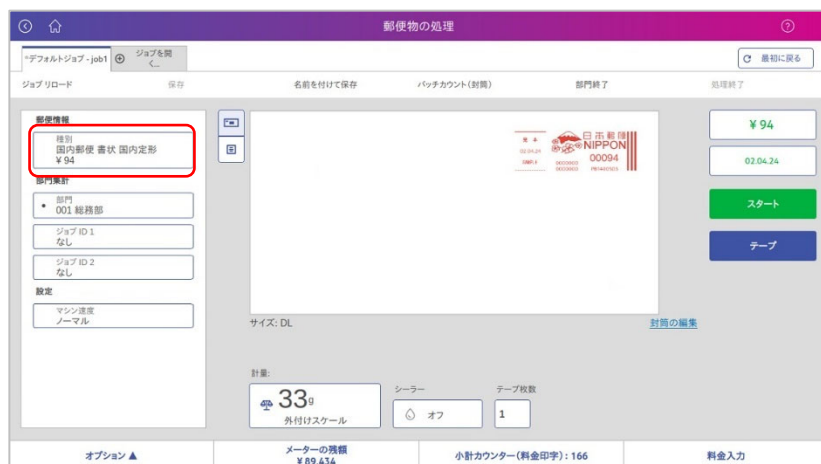 郵便物の処理
*デフォルトジョブ - job1
ジョブを開
く...
最初に戻る
ジョブ リロード
保存
名前を付けて保存
バッチカウント(封筒)
部門終了
処理終了
郵便情報
種別
国内郵便 書状 国内定形
¥ 94
部門集計
部門
001 総務部
ジョブ ID 1
なし
ジョブ ID 2
なし
設定
マシン速度
ノーマル
見 本
日本郵便
NIPPON
02.04.24
00094
サイズ: DL
封筒の編集
¥ 94
02.04.24
スタート
テープ
計量:
33g
外付けスケール
シーラー
オフ
テープ枚数
1
オプション ▲
メーターの残額
¥ 89,434
小計カウンター(料金印字) : 166
料金入力